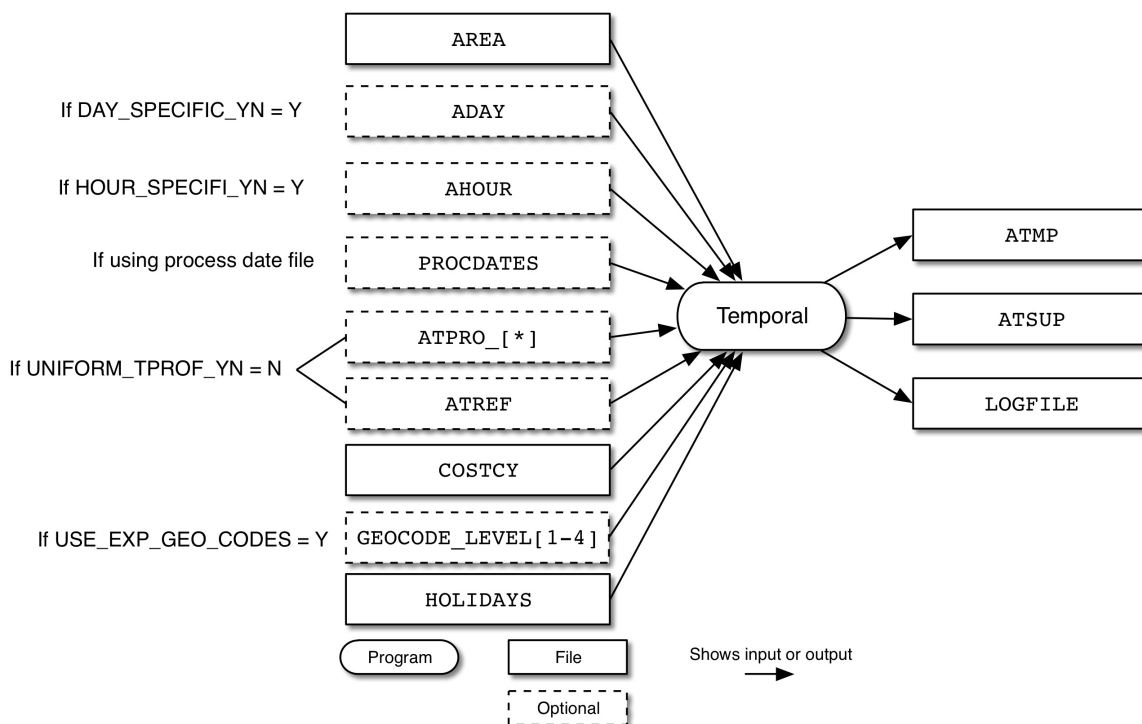 AREA
If DAY_SPECIFIC_YN = Y
ADAY
If HOUR_SPECIFI_YN = Y
AHOUR
If using process date file
PROCDATES
If UNIFORM_TPROF_YN = N
ATPRO_[*]
ATREF
COSTCY
If USE_EXP_GEO_CODES = Y
GEOCODE_LEVEL[1-4]
HOLIDAYS
Temporal
ATMP
ATSUP
LOGFILE
Program
File
Optional
Shows input or output